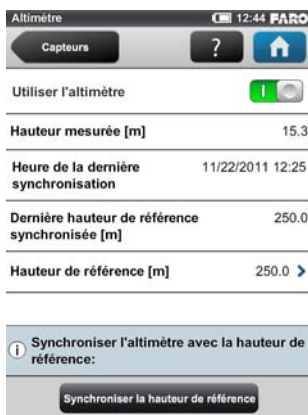 Altimètre 12:44 FARO
Capteurs ?
Utiliser l'altimètre I
Hauteur mesurée [m] 15.3
Heure de la dernière 11/22/2011 12:25
synchronisation
Dernière hauteur de référence 250.0
synchronisée [m]
Hauteur de référence [m] 250.0
i Synchroniser l'altimètre avec la hauteur de
référence:
Synchroniser la hauteur de référence